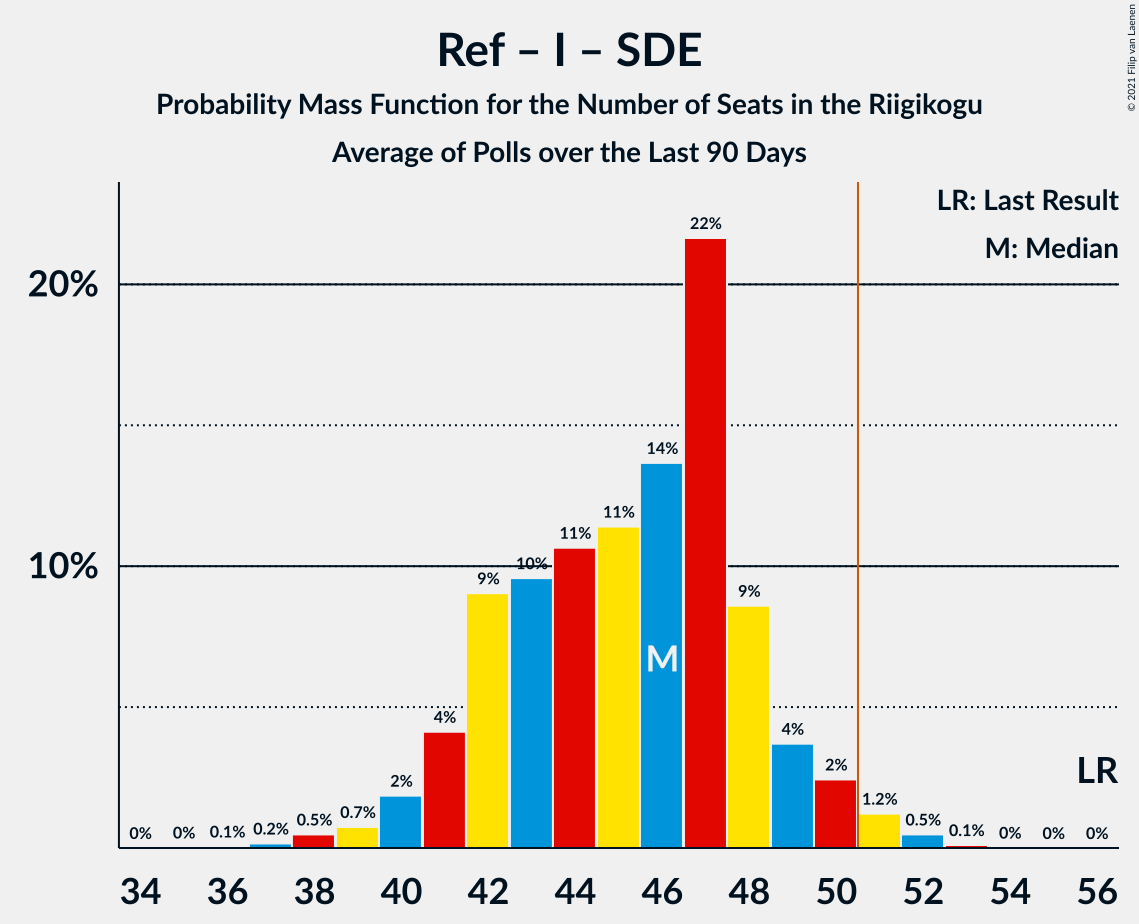 Ref – I – SDE
Probability Mass Function for the Number of Seats in the Riigikogu
Average of Polls over the Last 90 Days
© 2021 Filip van Laenen
LR: Last Result
M: Median
20%
10%
0% 0% 0.1% 0.2% 0.5% 0.7% 2% 4% 9% 10% 11% 11% 14% 22% 9% 4% 2% 1.2% 0.5% 0.1% 0% 0% 0%
M
LR
34 36 38 40 42 44 46 48 50 52 54 56